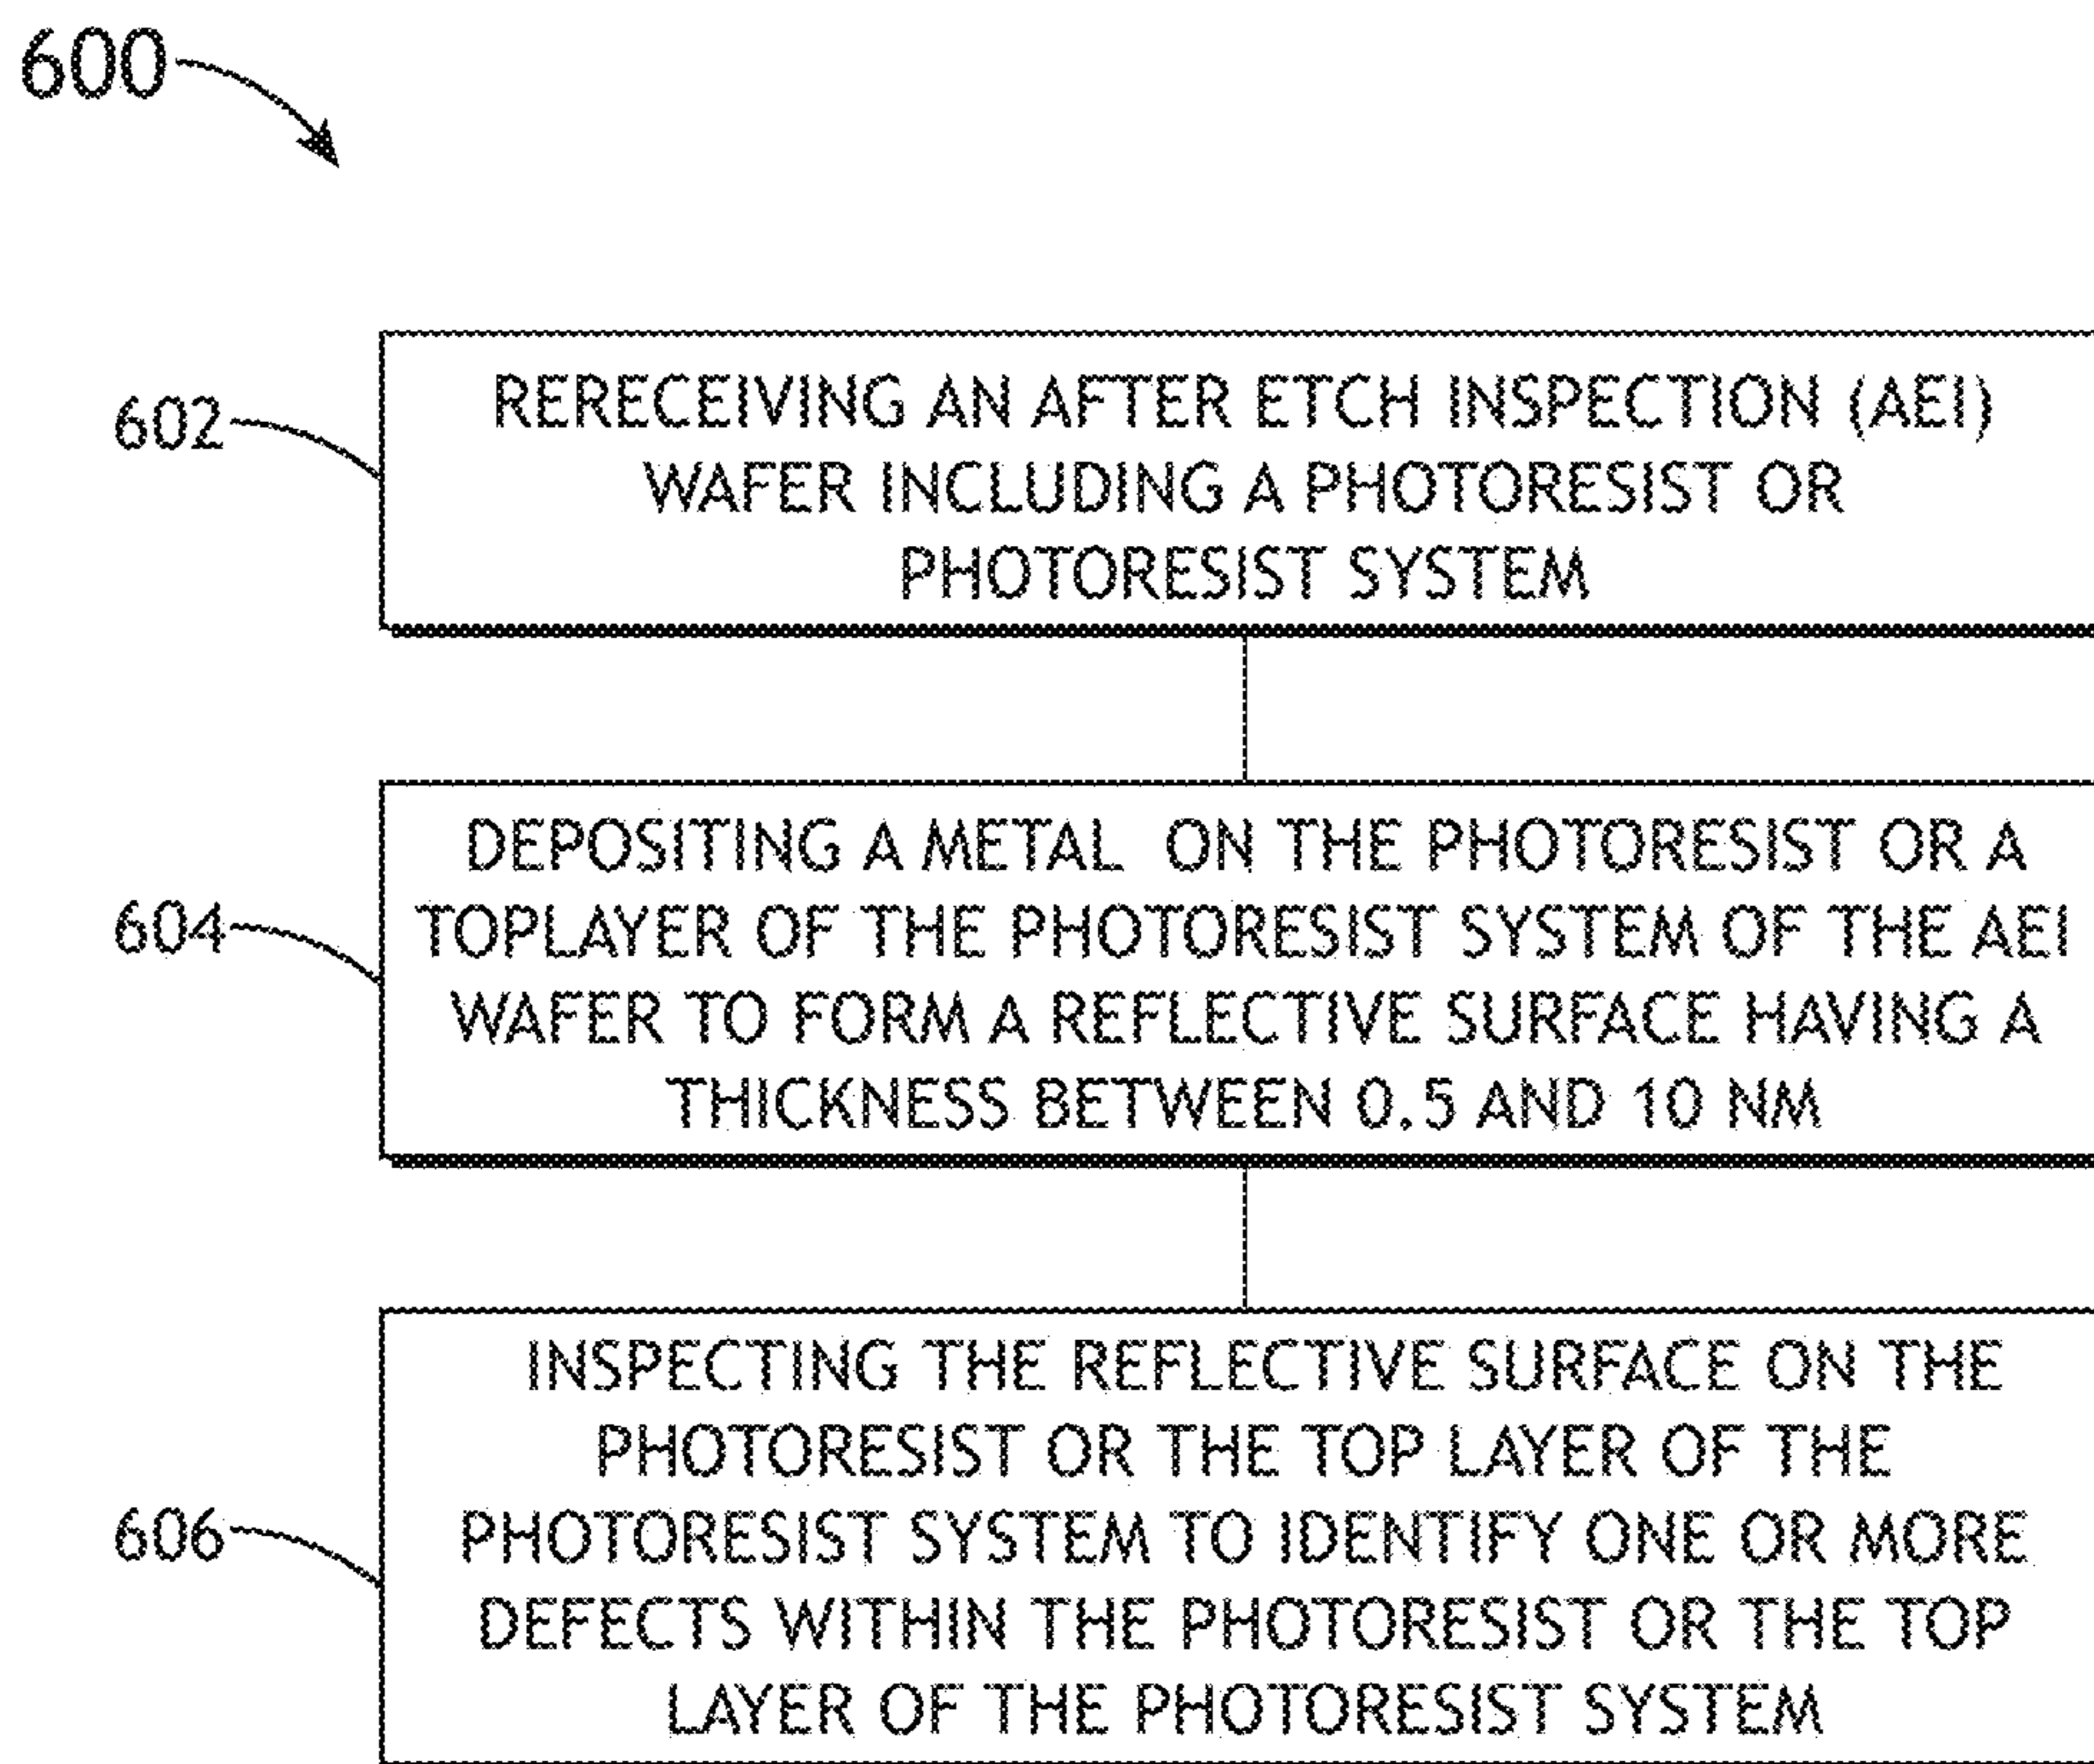 600
602
RERECEIVING AN AFTER ETCH INSPECTION (AEI)
WAFER INCLUDING A PHOTORESIST OR
PHOTORESIST SYSTEM
604
DEPOSITING A METAL ON THE PHOTORESIST OR A
TOPLAYER OF THE PHOTORESIST SYSTEM OF THE AEI
WAFER TO FORM A REFLECTIVE SURFACE HAVING A
THICKNESS BETWEEN 0.5 AND 10 NM
606
INSPECTING THE REFLECTIVE SURFACE ON THE
PHOTORESIST OR THE TOP LAYER OF THE
PHOTORESIST SYSTEM TO IDENTIFY ONE OR MORE
DEFECTS WITHIN THE PHOTORESIST OR THE TOP
LAYER OF THE PHOTORESIST SYSTEM